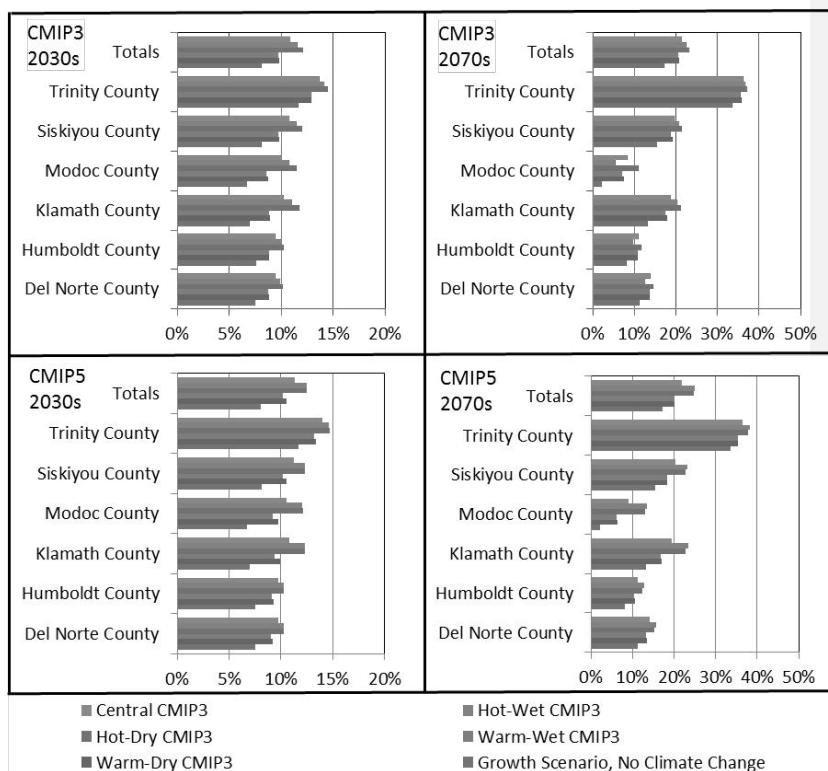 CMIP3
2030s
Totals
Trinity County
Siskiyou County
Modoc County
Klamath County
Humboldt County
Del Norte County
0% 5% 10% 15% 20%
CMIP3
2070s
Totals
Trinity County
Siskiyou County
Modoc County
Klamath County
Humboldt County
Del Norte County
0% 10% 20% 30% 40% 50%
CMIP5
2030s
Totals
Trinity County
Siskiyou County
Modoc County
Klamath County
Humboldt County
Del Norte County
0% 5% 10% 15% 20%
CMIP5
2070s
Totals
Trinity County
Siskiyou County
Modoc County
Klamath County
Humboldt County
Del Norte County
0% 10% 20% 30% 40% 50%
Central CMIP3
Hot-Wet CMIP3
Hot-Dry CMIP3
Warm-Wet CMIP3
Warm-Dry CMIP3
Growth Scenario, No Climate Change